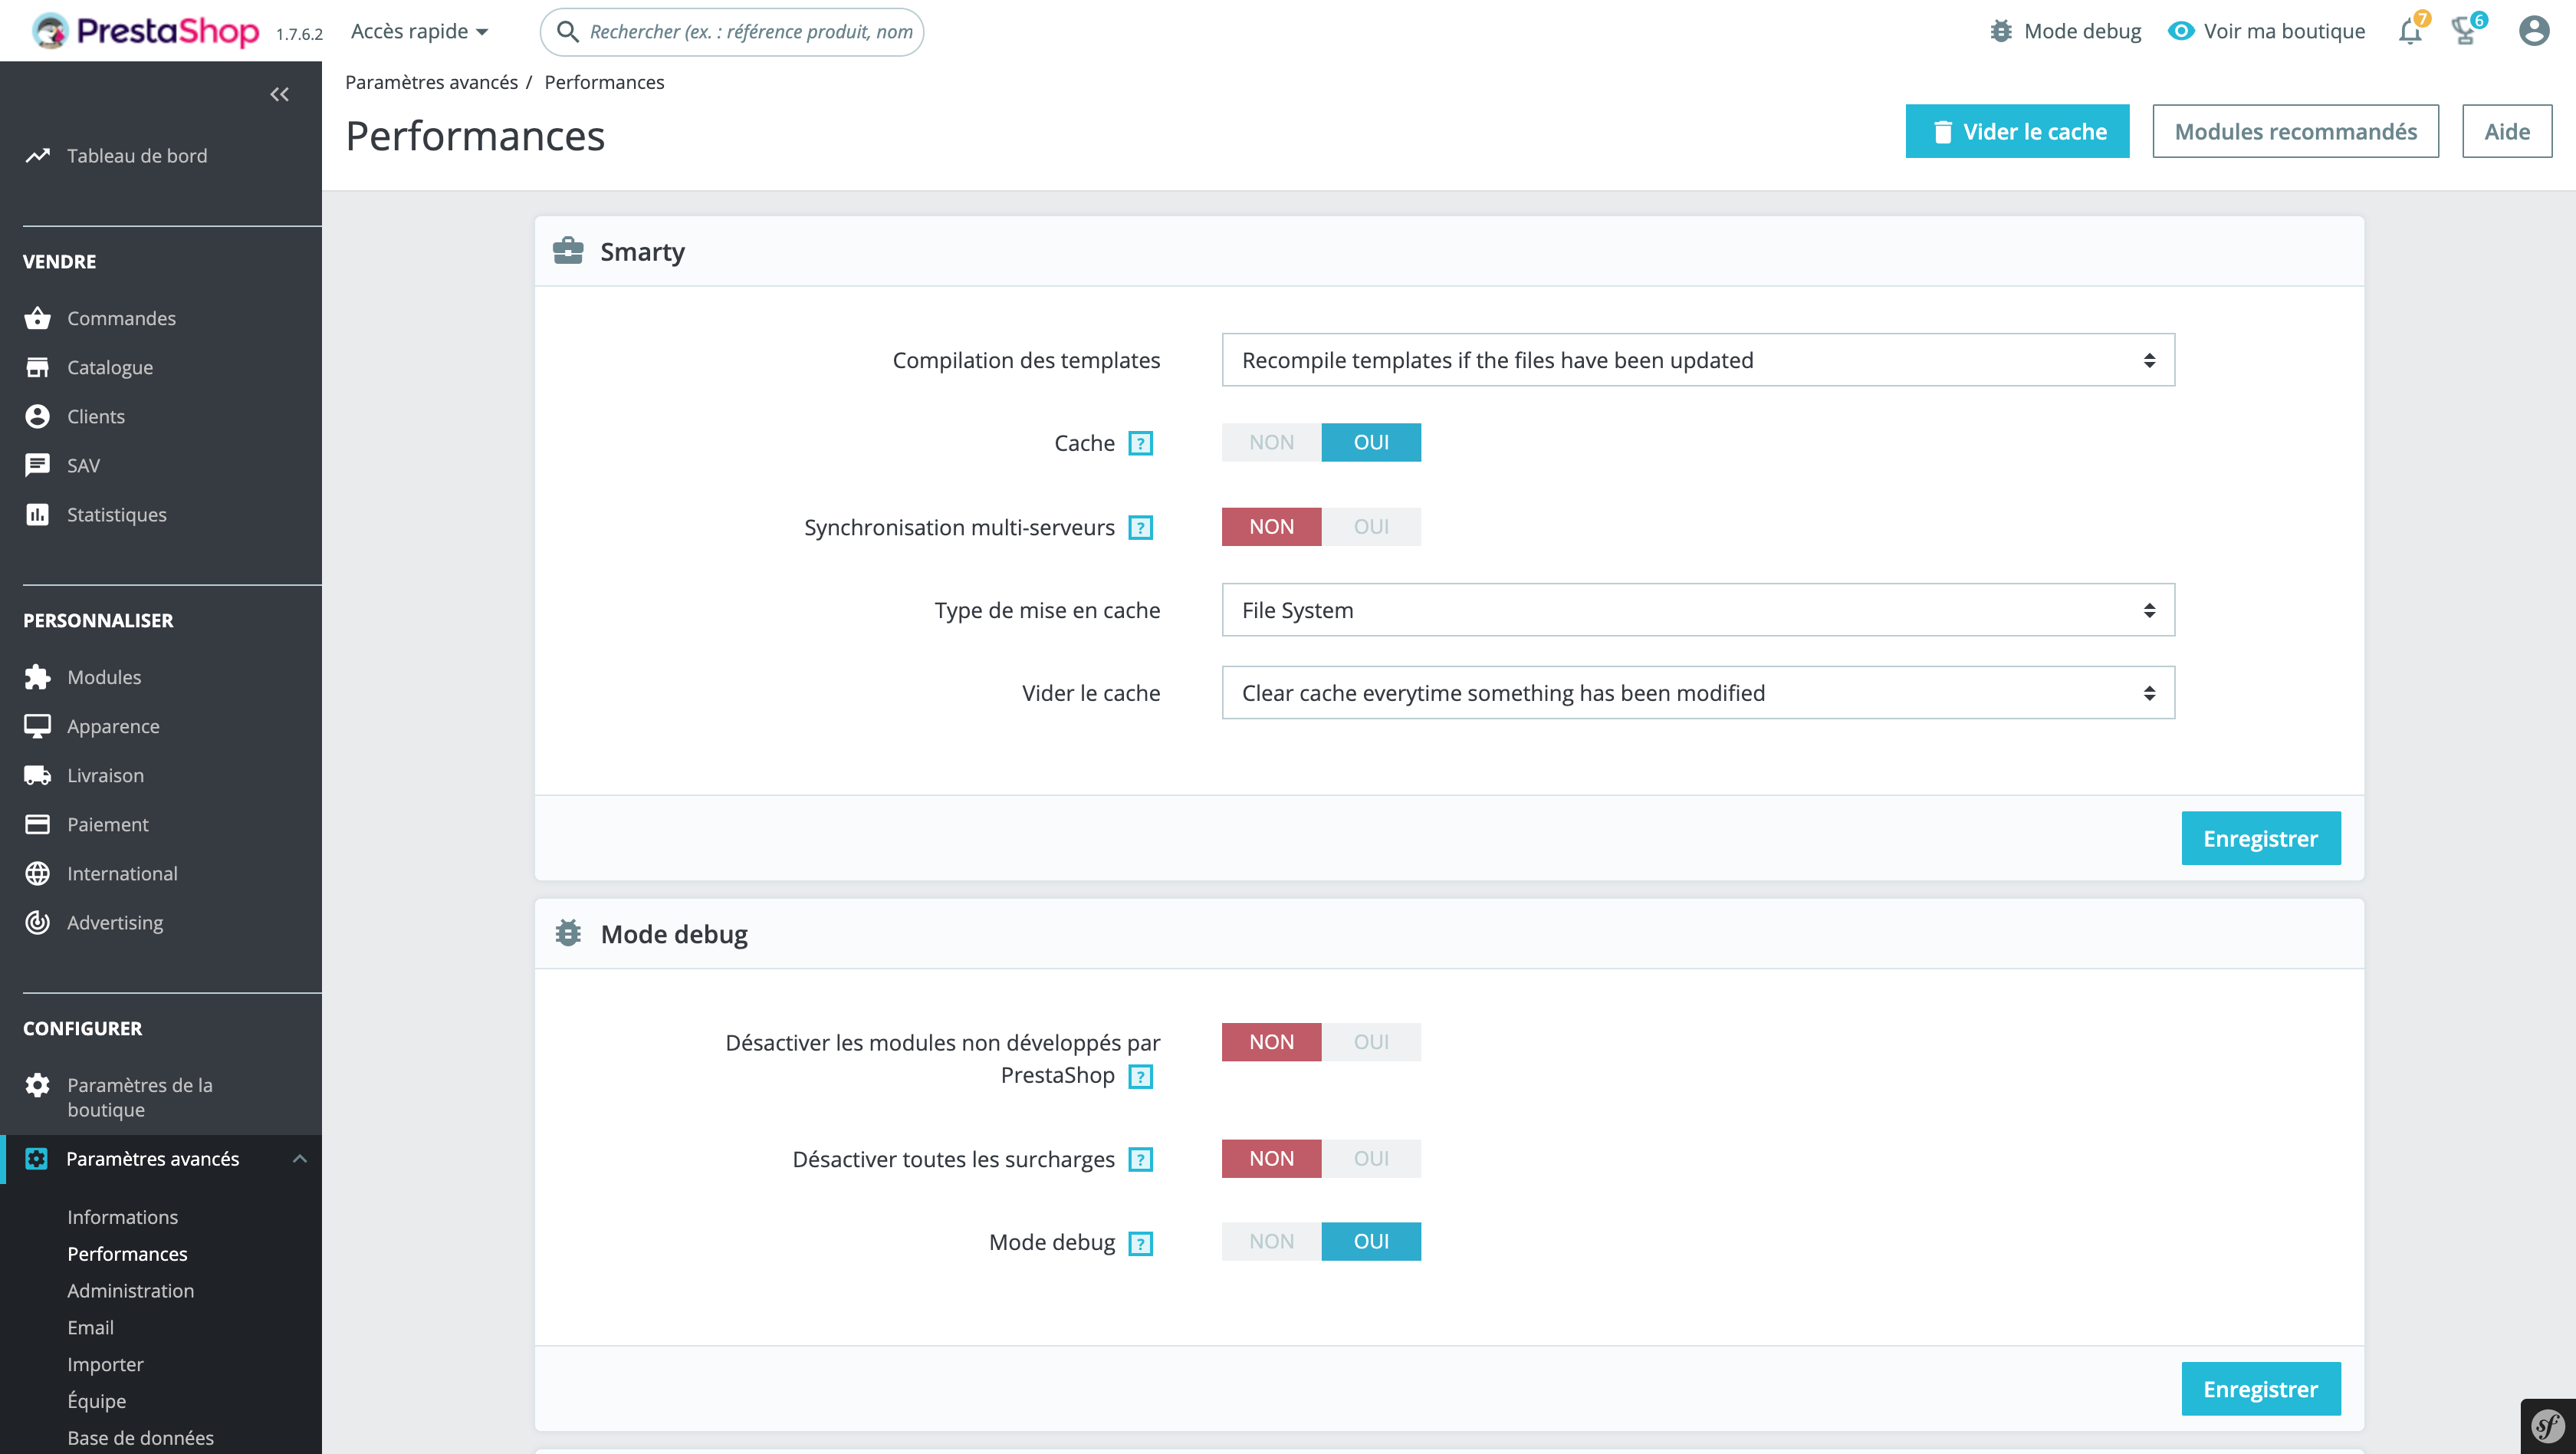 PrestaShop 1.7.6.2 Accès rapide Rechercher (ex. : référence produit, nom Mode debug Voir ma boutique 7 6
Paramètres avancés / Performances
Performances
Vider le cache Modules recommandés Aide
Tableau de bord
VENDRE
Commandes
Catalogue
Clients
SAV
Statistiques
PERSONNALISER
Modules
Apparence
Livraison
Paiement
International
Advertising
CONFIGURER
Paramètres de la
boutique
Paramètres avancés
Informations
Performances
Administration
Email
Importer
Équipe
Base de données
Smarty
Compilation des templates Recompile templates if the files have been updated
Cache ? NON OUI
Synchronisation multi-serveurs ? NON OUI
Type de mise en cache File System
Vider le cache Clear cache everytime something has been modified
Enregistrer
Mode debug
Désactiver les modules non développés par NON OUI
PrestaShop ?
Désactiver toutes les surcharges ? NON OUI
Mode debug ? NON OUI
Enregistrer
sf